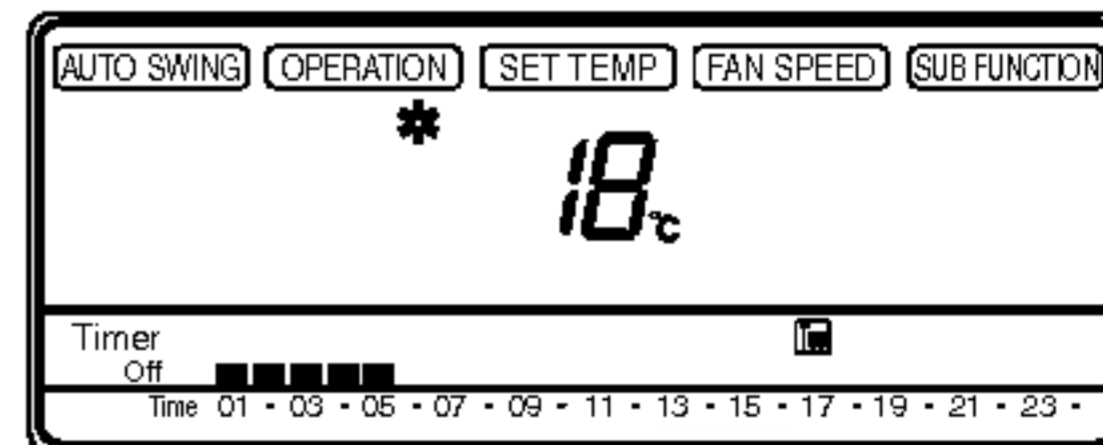 AUTO SWING OPERATION SET TEMP FAN SPEED SUB FUNCTION
18°C
Timer
Off
Time 01 - 03 - 05 - 07 - 09 - 11 - 13 - 15 - 17 - 19 - 21 - 23 -